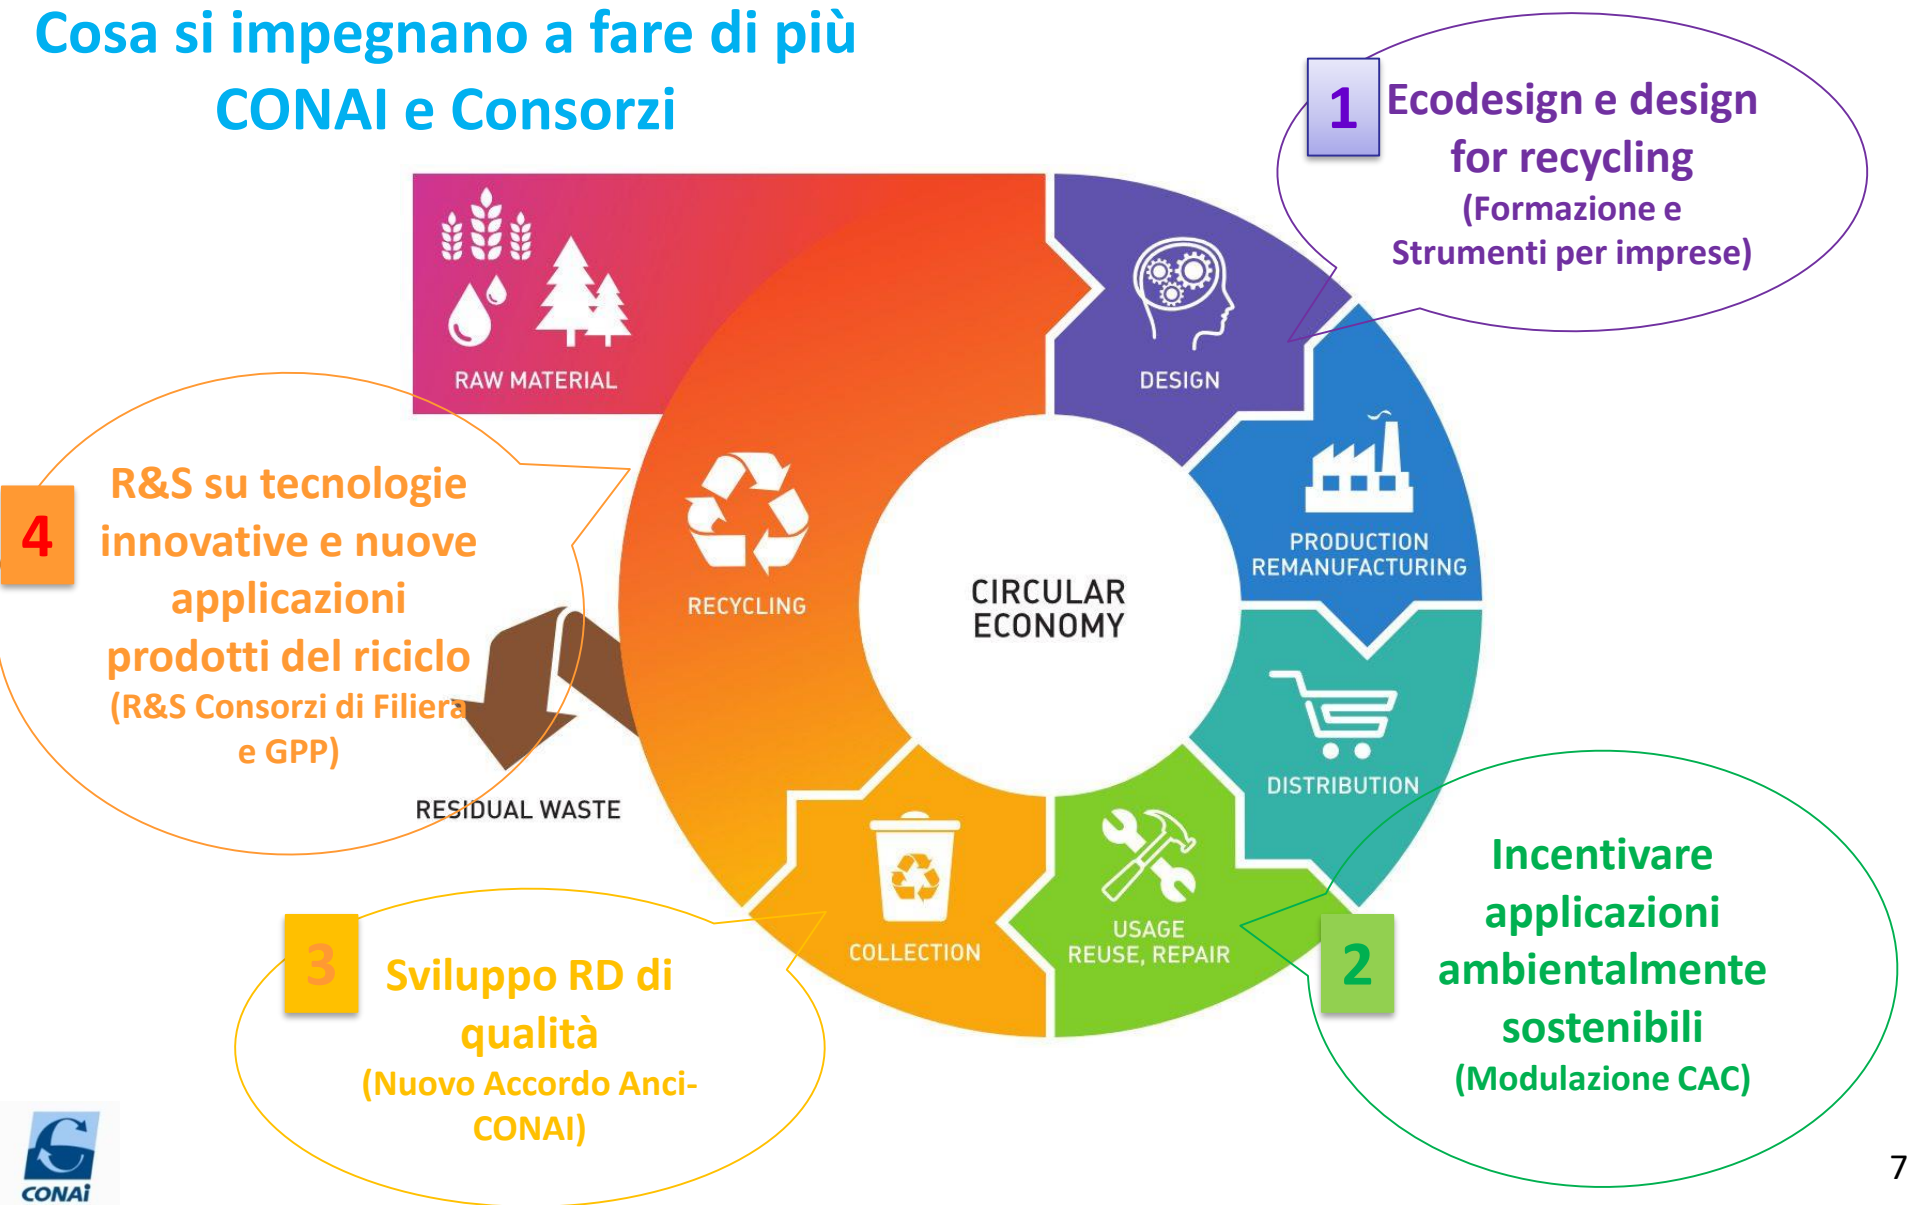 Cosa si impegnano a fare di più
CONAI e Consorzi
1
Ecodesign e design
for recycling
(Formazione e
Strumenti per imprese)
RAW MATERIAL
DESIGN
4
R&S su tecnologie
innovative e nuove
applicazioni
prodotti del riciclo
(R&S Consorzi di Filiera
e GPP)
RECYCLING
CIRCULAR
ECONOMY
PRODUCTION
REMANUFACTURING
DISTRIBUTION
RESIDUAL WASTE
COLLECTION
USAGE
REUSE, REPAIR
2
Incentivare
applicazioni
ambientalmente
sostenibili
(Modulazione CAC)
3
Sviluppo RD di
qualità
(Nuovo Accordo Anci-
CONAI)
CONAi
7